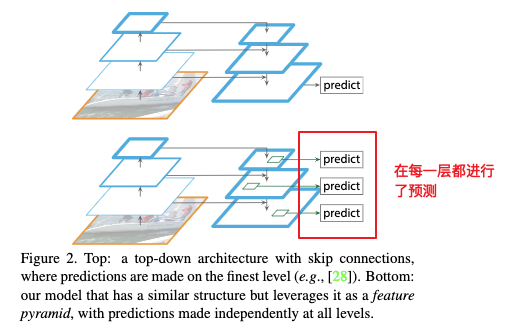 predict
predict
predict
predict
在每一层都进行
了预测
Figure 2. Top: a top-down architecture with skip connections,
where predictions are made on the finest level (e.g., [28]). Bottom:
our model that has a similar structure but leverages it as a feature
pyramid, with predictions made independently at all levels.